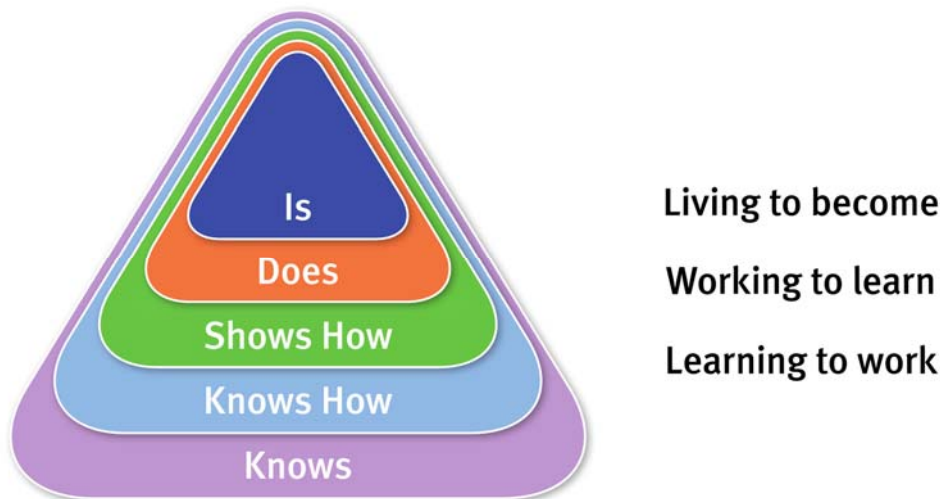 Is
Does
Shows How
Knows How
Knows
Living to become
Working to learn
Learning to work